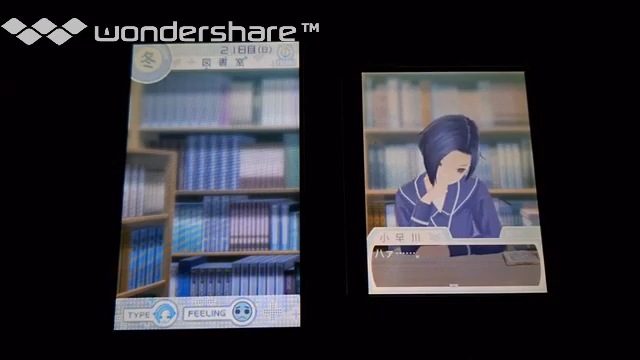 wondershare™
冬
21日目(日)
図書室
TYPE
FEELING
小早川
ハァ……。